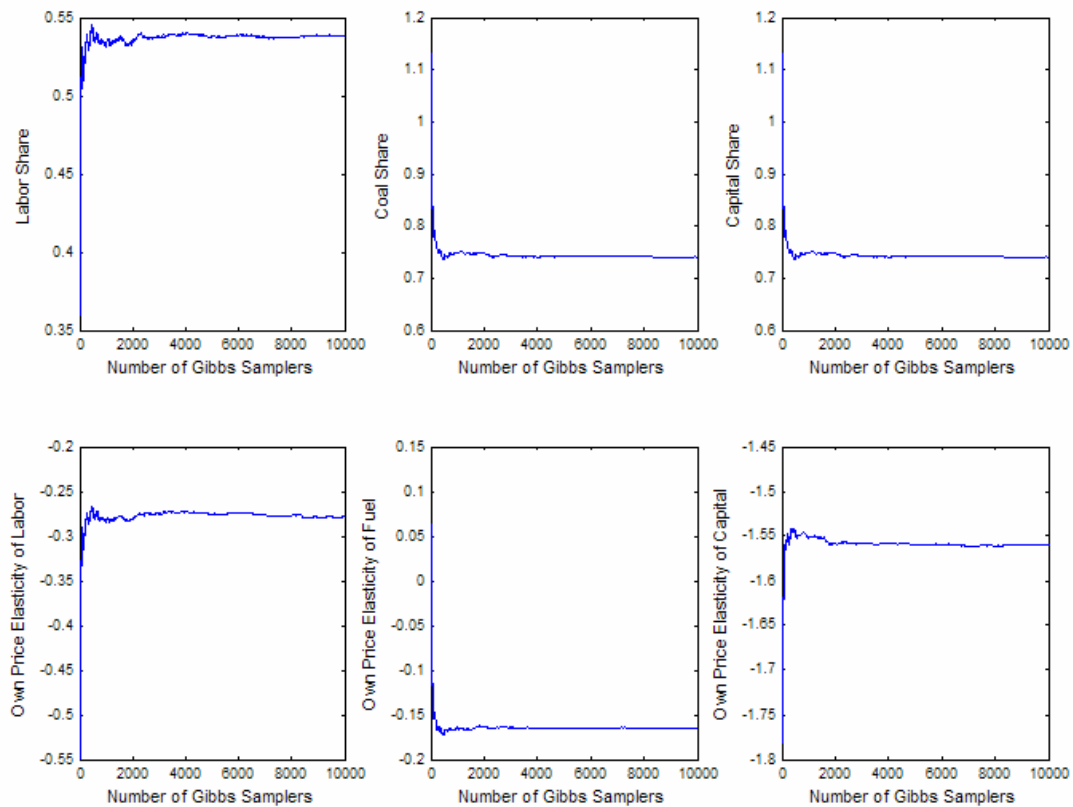 Labor Share
0.55
0.5
0.45
0.4
0.35
0 2000 4000 6000 8000 10000
Number of Gibbs Samplers
Coal Share
1.2
1.1
1
0.9
0.8
0.7
0.6
0 2000 4000 6000 8000 10000
Number of Gibbs Samplers
Capital Share
1.2
1.1
1
0.9
0.8
0.7
0.6
0 2000 4000 6000 8000 10000
Number of Gibbs Samplers
Own Price Elasticity of Labor
-0.2
-0.25
-0.3
-0.35
-0.4
-0.45
-0.5
-0.55
0 2000 4000 6000 8000 10000
Number of Gibbs Samplers
Own Price Elasticity of Fuel
0.15
0.1
0.05
0
-0.05
-0.1
-0.15
-0.2
0 2000 4000 6000 8000 10000
Number of Gibbs Samplers
Own Price Elasticity of Capital
-1.45
-1.5
-1.55
-1.6
-1.65
-1.7
-1.75
-1.8
0 2000 4000 6000 8000 10000
Number of Gibbs Samplers